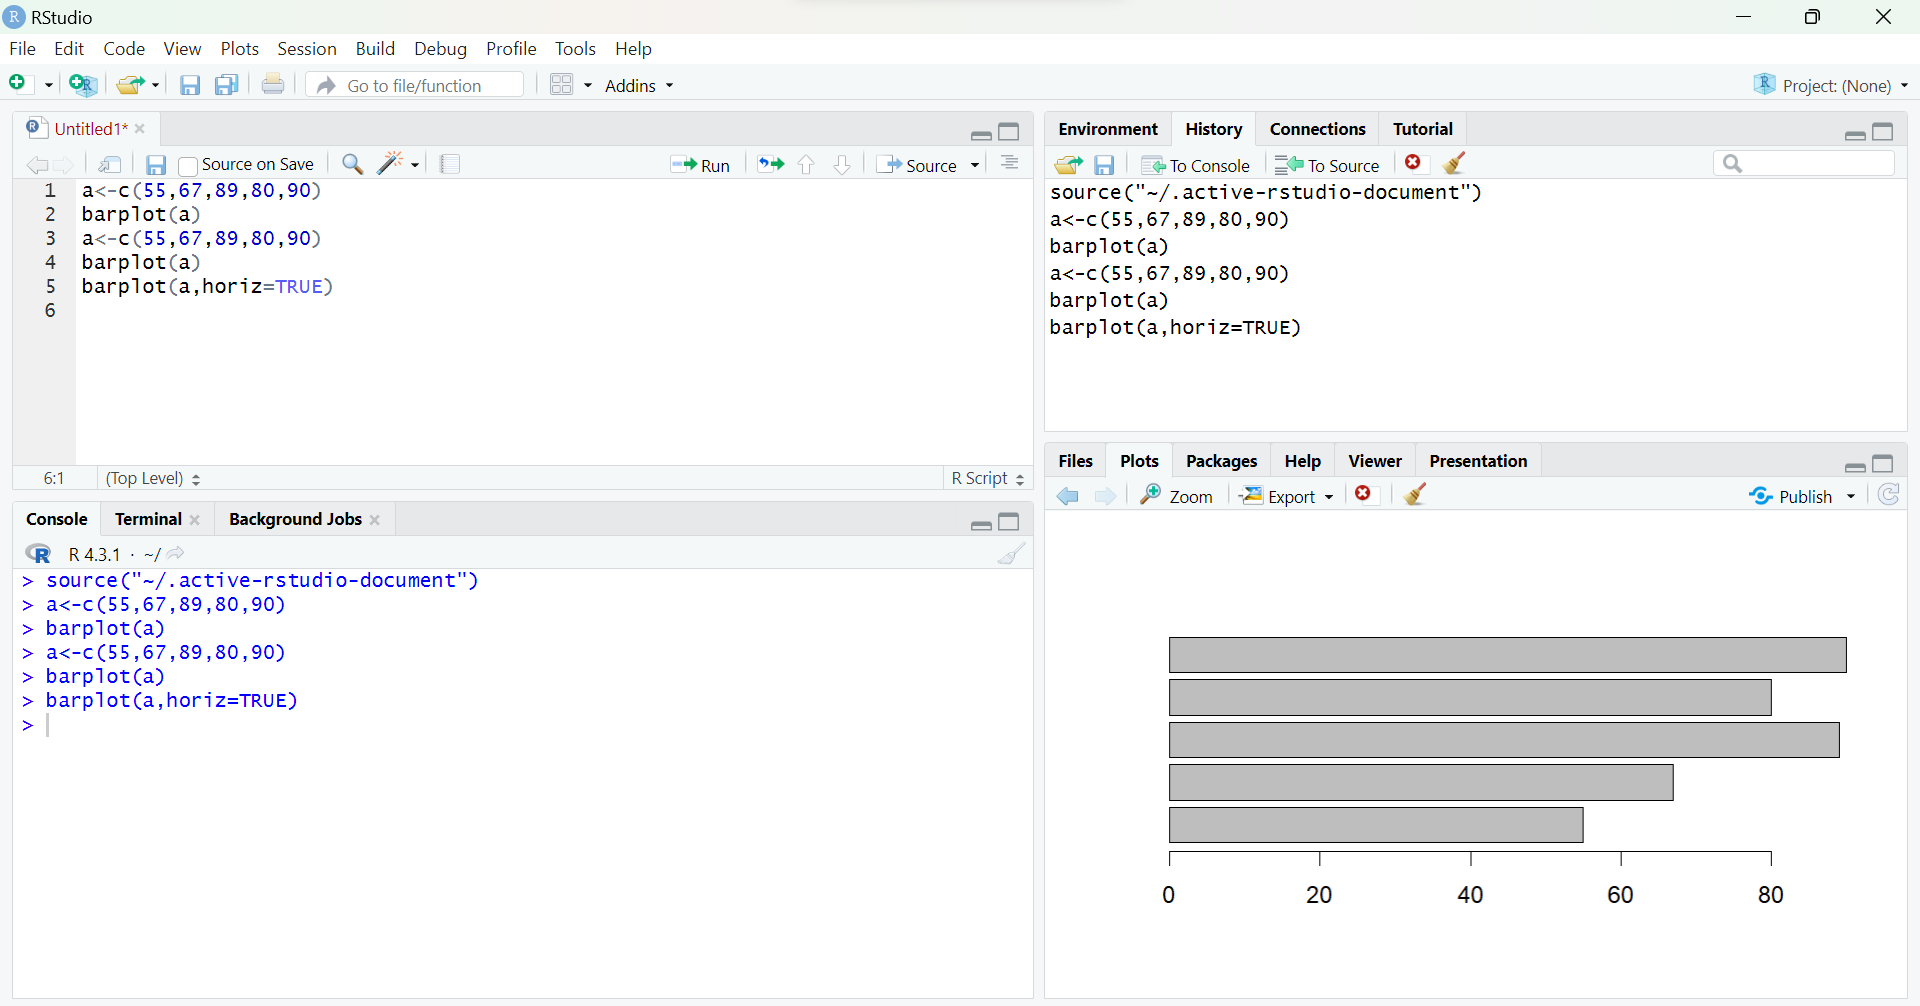 RStudio
File Edit Code View Plots Session Build Debug Profile Tools Help
Go to file/function Addins Project: (None)
Untitled1*
Source on Save Run Source
1 a<-c(55,67,89,80,90)
2 barplot(a)
3 a<-c(55,67,89,80,90)
4 barplot(a)
5 barplot(a,horiz=TRUE)
6
6:1 (Top Level) R Script
Console Terminal Background Jobs
R 4.3.1 · ~/
> source("~/.active-rstudio-document")
> a<-c(55,67,89,80,90)
> barplot(a)
> a<-c(55,67,89,80,90)
> barplot(a)
> barplot(a,horiz=TRUE)
>
Environment History Connections Tutorial
To Console To Source
source("~/.active-rstudio-document")
a<-c(55,67,89,80,90)
barplot(a)
a<-c(55,67,89,80,90)
barplot(a)
barplot(a,horiz=TRUE)
Files Plots Packages Help Viewer Presentation
Zoom Export Publish
0 20 40 60 80